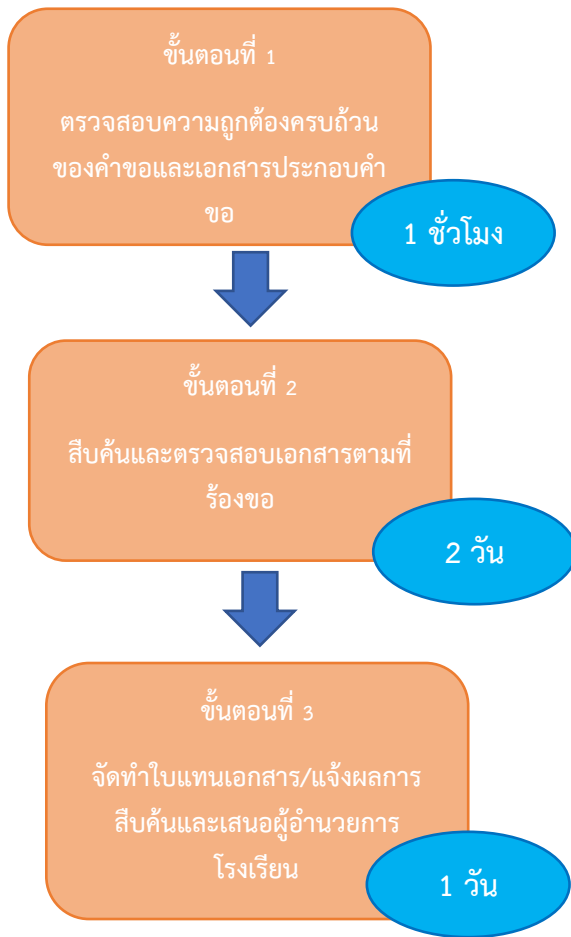 ขั้นตอนที่ 1
ตรวจสอบความถูกต้องครบถ้วน
ของคำขอและเอกสารประกอบคำ
ขอ
1 ชั่วโมง
ขั้นตอนที่ 2
สืบค้นและตรวจสอบเอกสารตามที่
ร้องขอ
2 วัน
ขั้นตอนที่ 3
จัดทำใบแทนเอกสาร/แจ้งผลการ
สืบค้นและเสนอผู้อำนวยการ
โรงเรียน
1 วัน